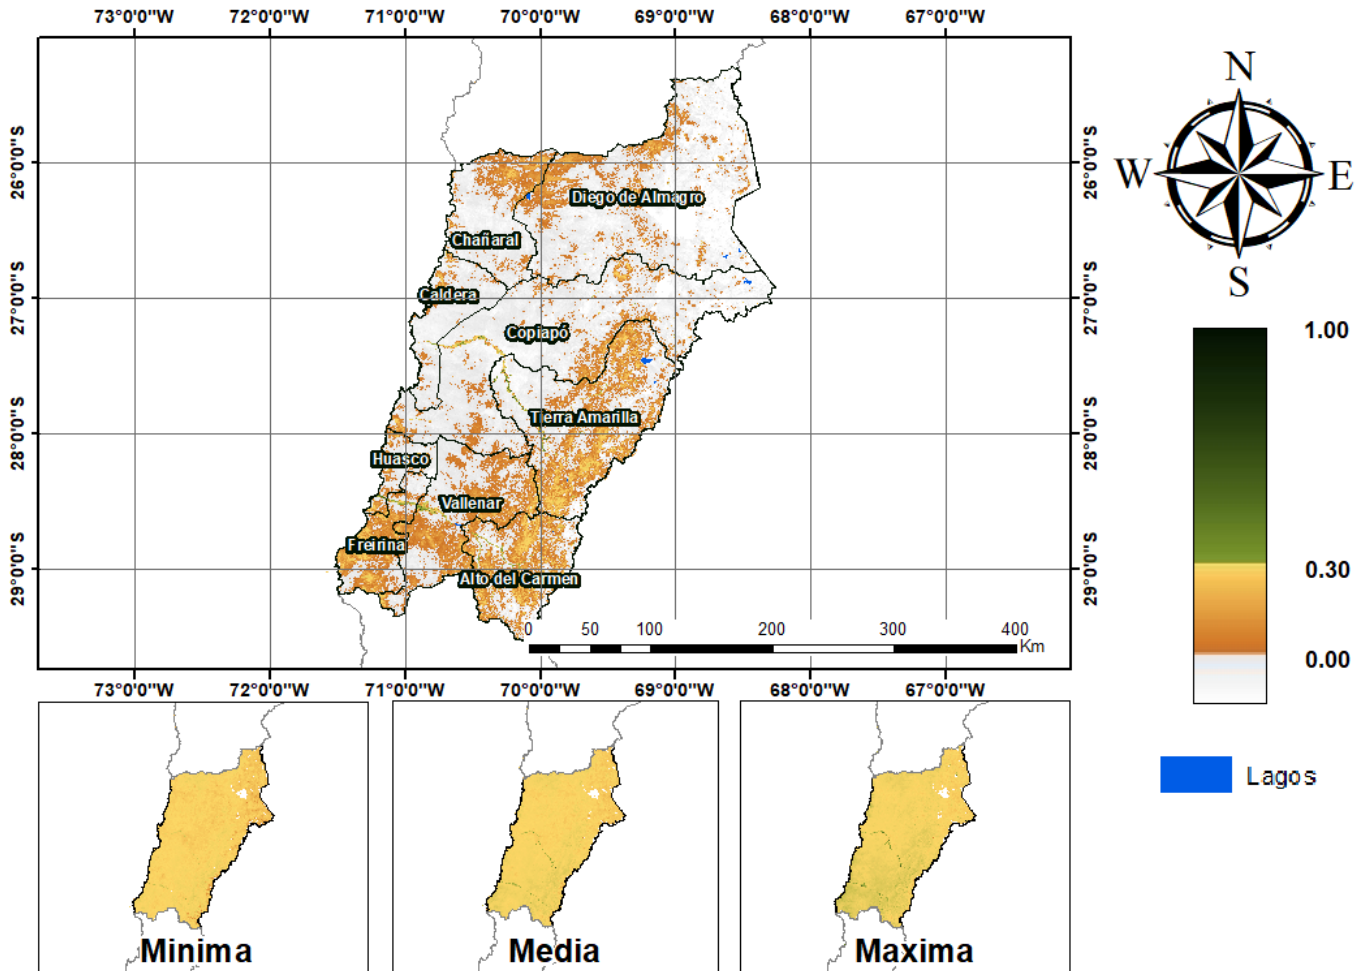 73°0'0"W 72°0'0"W 71°0'0"W 70°0'0"W 69°0'0"W 68°0'0"W 67°0'0"W
N
W E
S
26°0'0"S 26°0'0"S
27°0'0"S 27°0'0"S
28°0'0"S 28°0'0"S
29°0'0"S 29°0'0"S
Diego de Almagro
Chañaral
Caldera
Copiapó
Tierra Amarilla
Huasco
Vallenar
Freirina
Alto del Carmen
0 50 100 200 300 400
Km
73°0'0"W 72°0'0"W 71°0'0"W 70°0'0"W 69°0'0"W 68°0'0"W 67°0'0"W
1.00
0.30
0.00
Lagos
Minima
Media
Maxima